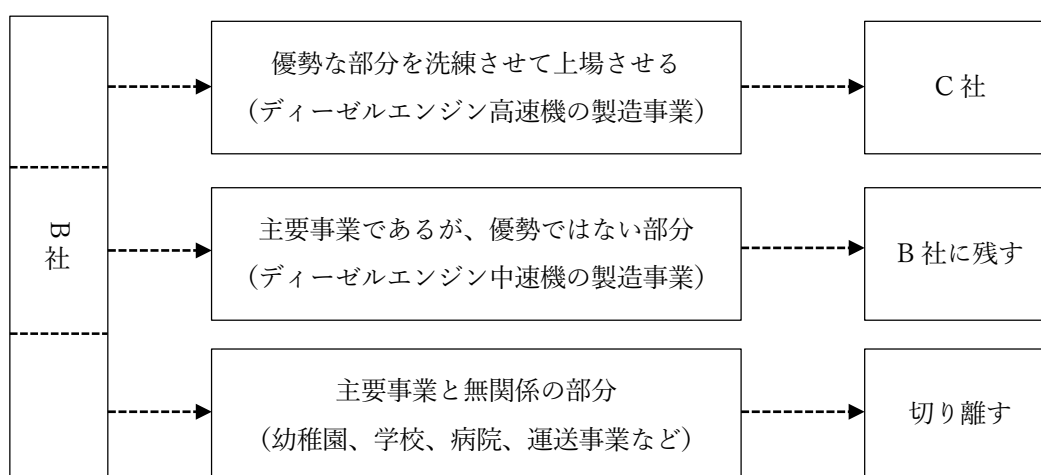 B社
優勢な部分を洗練させて上場させる
(ディーゼルエンジン高速機の製造事業)
C 社
主要事業であるが、優勢ではない部分
(ディーゼルエンジン中速機の製造事業)
B 社に残す
主要事業と無関係の部分
(幼稚園、学校、病院、運送事業など)
切り離す